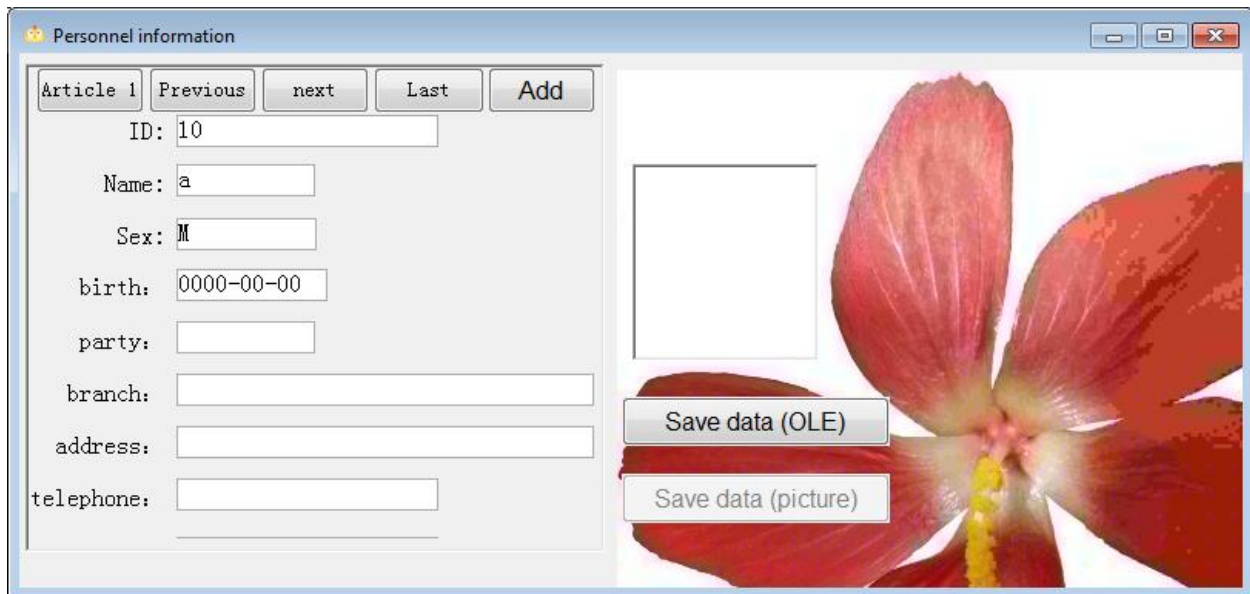 Personnel information
Article 1 Previous next Last Add
ID: 10
Name: a
Sex: M
birth: 0000-00-00
party:
branch:
address:
telephone:
Save data (OLE)
Save data (picture)